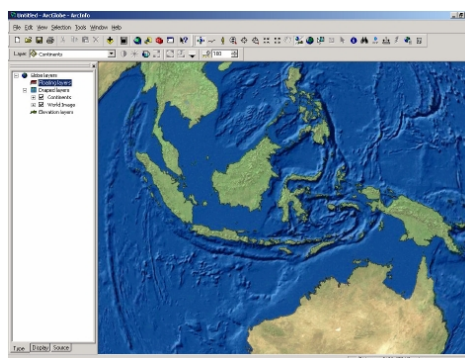 Untitled - ArcGlobe - ArcInfo
File Edit View Selection Tools Window Help
Layer: Continents
Globe layers
Floating layers
Draped layers
Continents
World Image
Elevation layers
Type Display Source